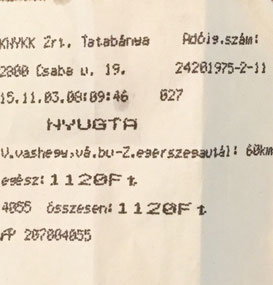 KNYKK Zrt. Tatabánya Adóig.szám:
2800 Csaba u. 19. 24201975-2-11
15.11.03.08:09:46 027
NYUGTA
V.vashegy,vá.bu-Z.egerszegautál: 60km
egész: 1120Ft.
4055 összesen: 1120Ft.
AP 207804055